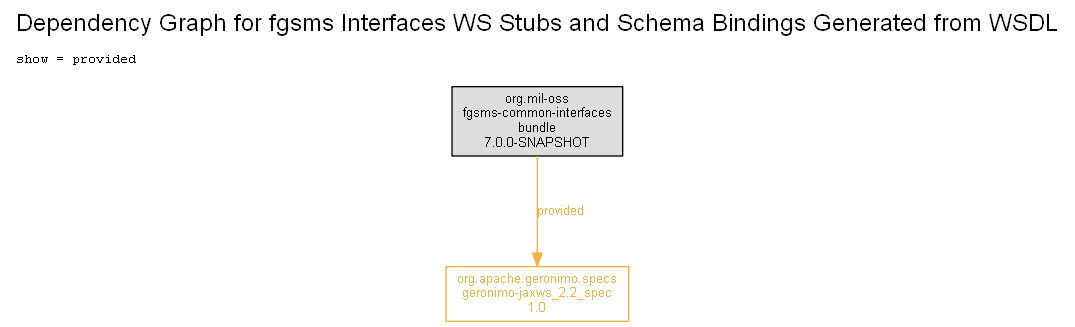 Dependency Graph for fgsms Interfaces WS Stubs and Schema Bindings Generated from WSDL
show = provided
org.mil-oss
fgsms-common-interfaces
bundle
7.0.0-SNAPSHOT
provided
org.apache.geronimo.specs
geronimo-jaxws_2.2_spec
1.0